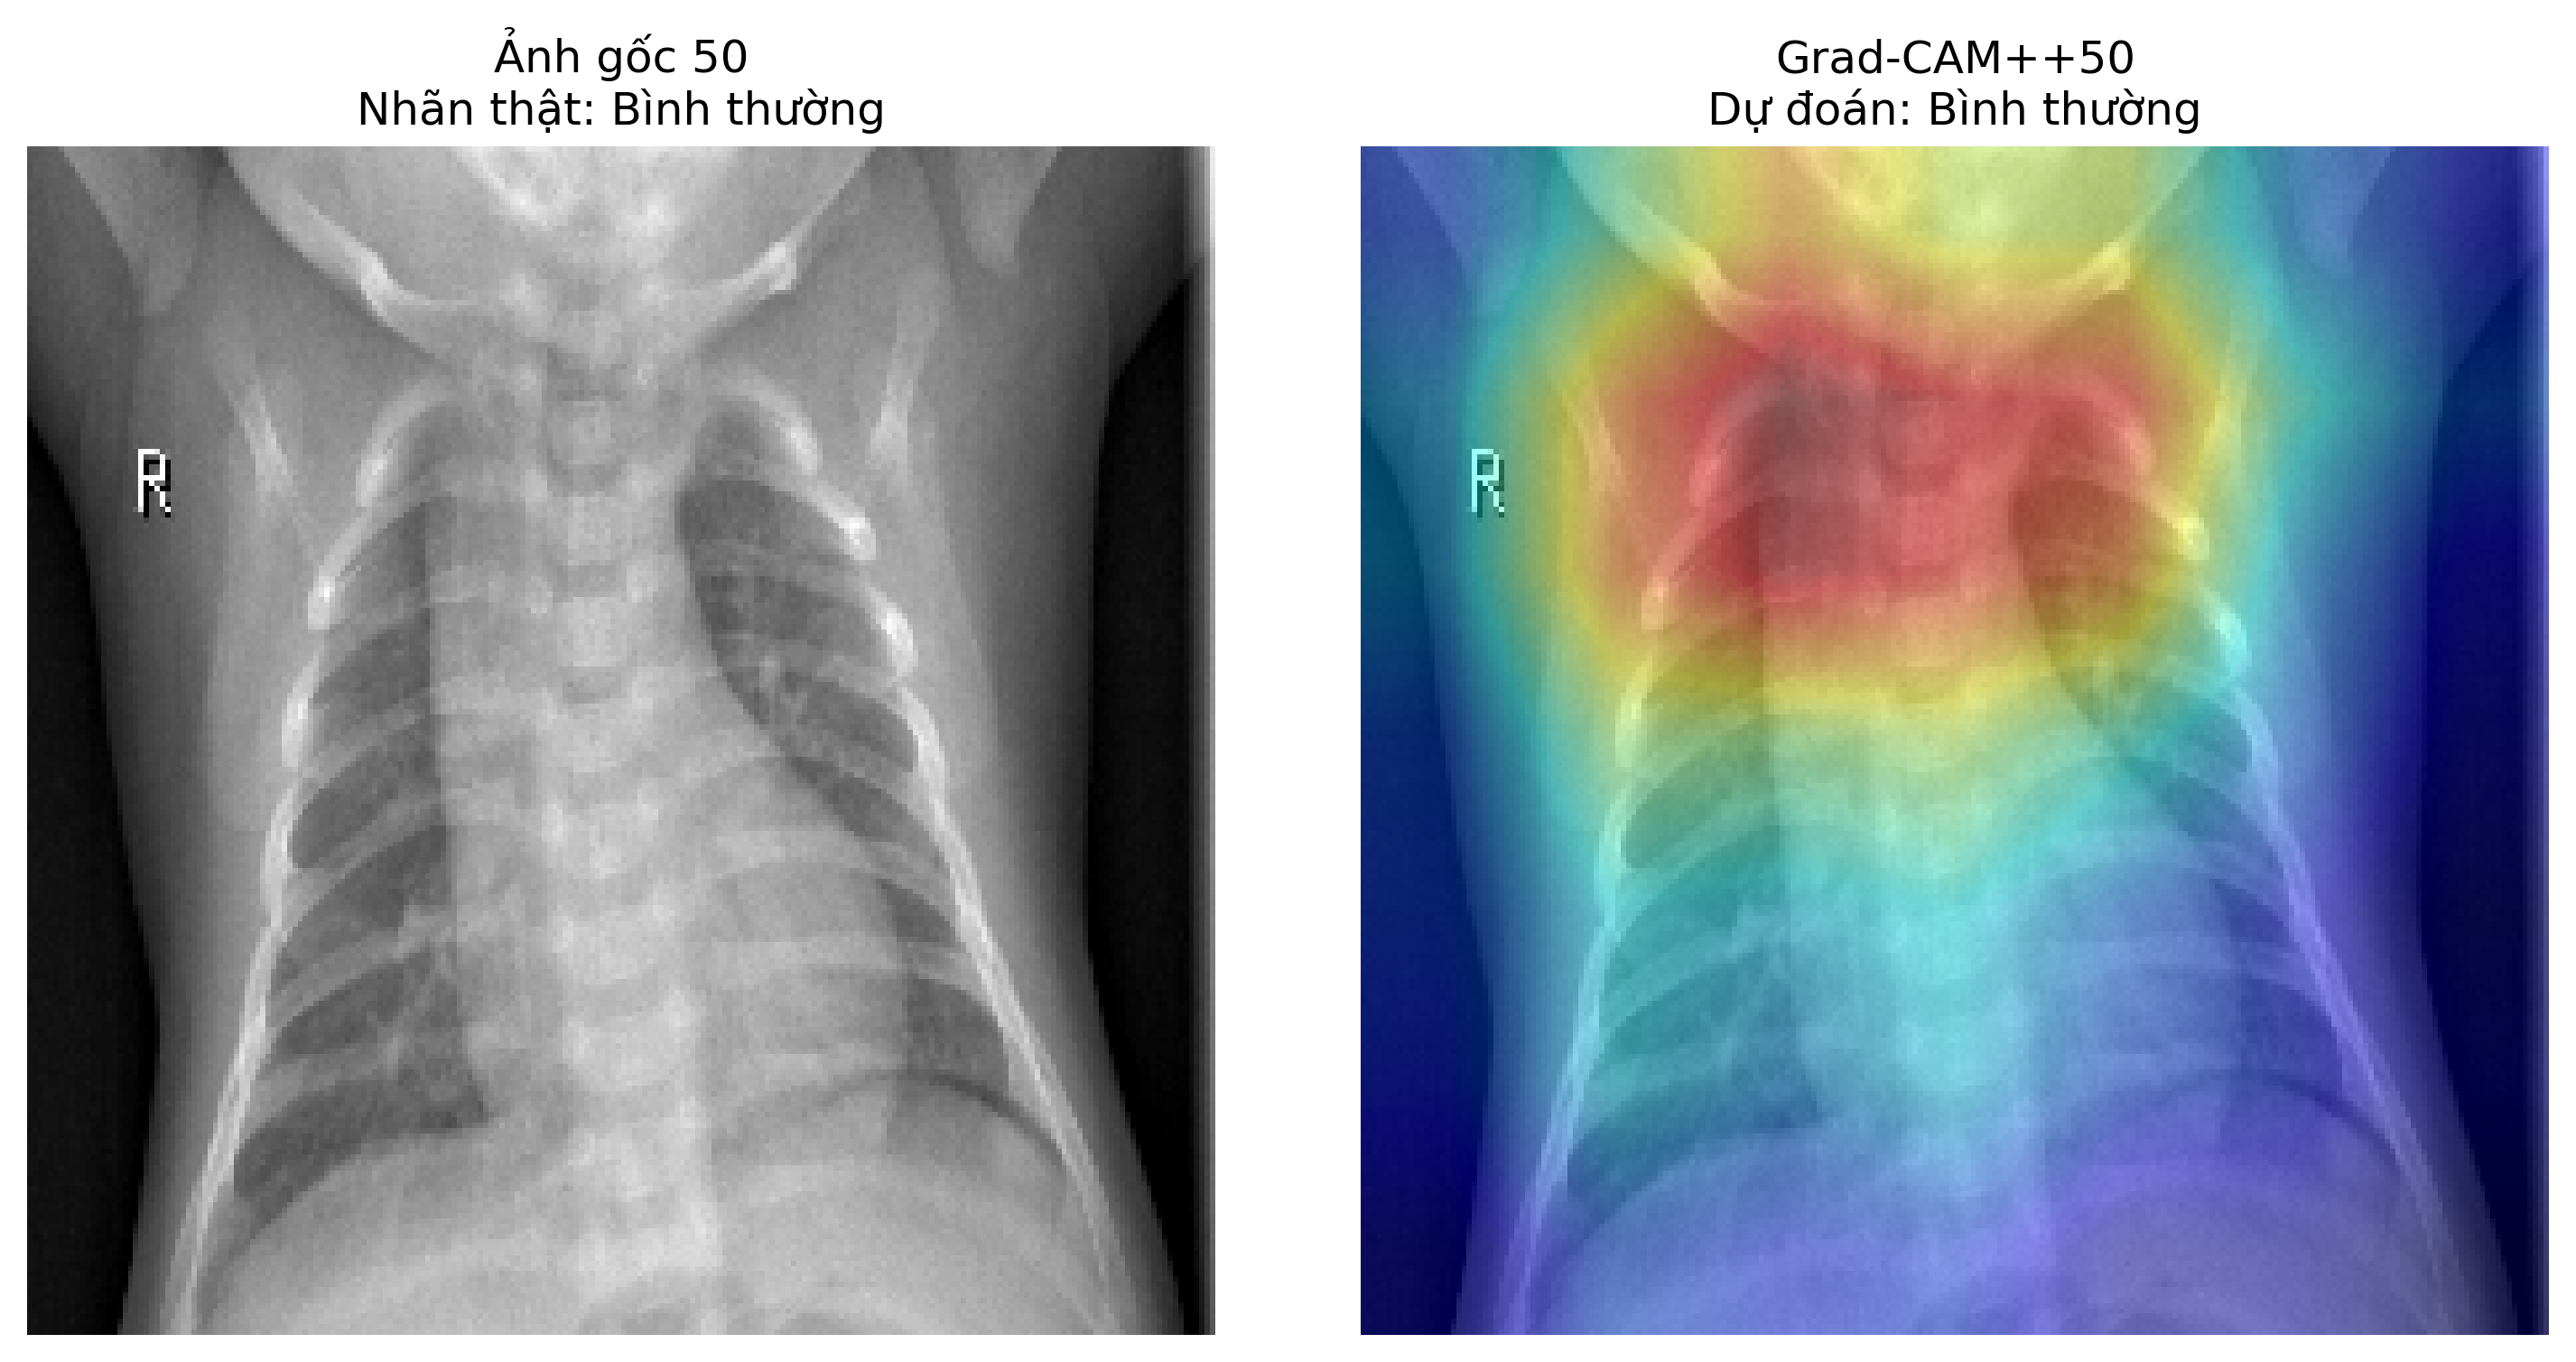 Ảnh gốc 50
Nhãn thật: Bình thường
Grad-CAM++50
Dự đoán: Bình thường
R
R